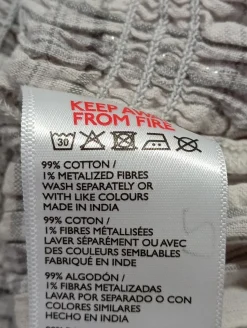 KEEP AWAY
FROM FIRE
30
99% COTTON /
1% METALLIZED FIBRES
WASH SEPARATELY OR
WITH LIKE COLOURS
MADE IN INDIA
99% COTON /
1% FIBRES MÉTALLISÉES
LAVER SÉPARÉMENT OU AVEC
DES COULEURS SEMBLABLES
FABRIQUÉ EN INDE
99% ALGODÓN /
1% FIBRAS METALIZADAS
LAVAR POR SEPARADO O CON
COLORES SIMILARES
HECHO EN INDIA